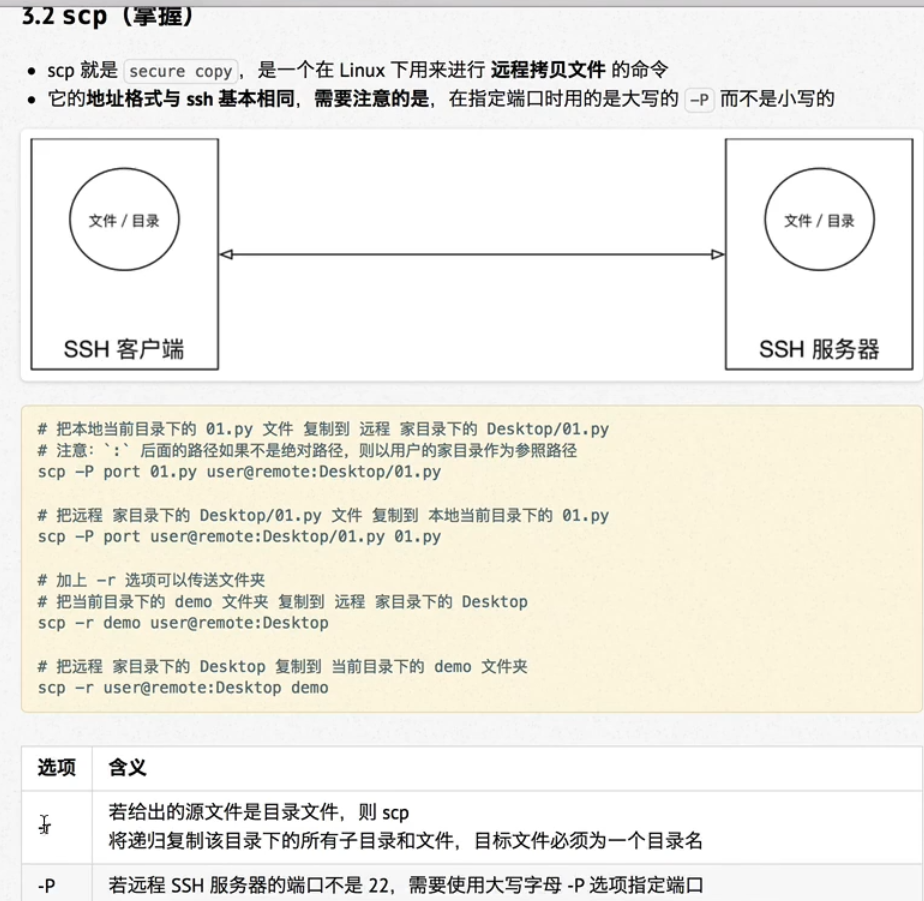 3.2 scp（掌握）
• scp 就是 secure copy，是一个在 Linux 下用来进行 远程拷贝文件 的命令
• 它的地址格式与 ssh 基本相同，需要注意的是，在指定端口时用的是大写的 -P 而不是小写的
文件 / 目录
SSH 客户端
文件 / 目录
SSH 服务器
# 把本地当前目录下的 01.py 文件 复制到 远程 家目录下的 Desktop/01.py
# 注意：`:` 后面的路径如果不是绝对路径，则以用户的家目录作为参照路径
scp -P port 01.py user@remote:Desktop/01.py
# 把远程 家目录下的 Desktop/01.py 文件 复制到 本地当前目录下的 01.py
scp -P port user@remote:Desktop/01.py 01.py
# 加上 -r 选项可以传送文件夹
# 把当前目录下的 demo 文件夹 复制到 远程 家目录下的 Desktop
scp -r demo user@remote:Desktop
# 把远程 家目录下的 Desktop 复制到 当前目录下的 demo 文件夹
scp -r user@remote:Desktop demo
选项 含义
-r 若给出的源文件是目录文件，则 scp
将递归复制该目录下的所有子目录和文件，目标文件必须为一个目录名
-P 若远程 SSH 服务器的端口不是 22，需要使用大写字母 -P 选项指定端口